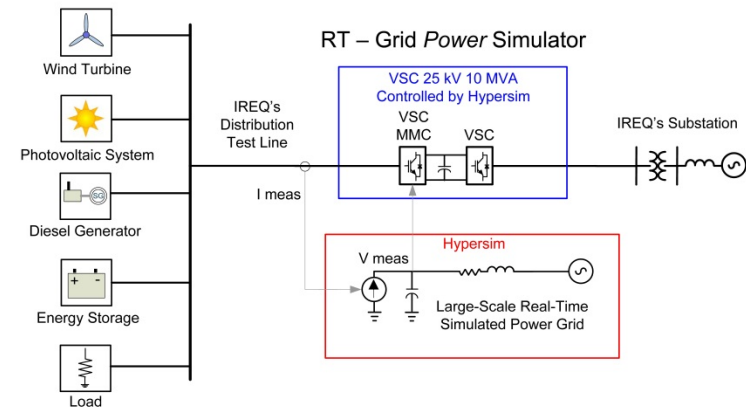 RT – Grid Power Simulator
Wind Turbine
Photovoltaic System
SG
Diesel Generator
+ -
Energy Storage
Load
IREQ's
Distribution
Test Line
I meas
VSC 25 kV 10 MVA
Controlled by Hypersim
VSC
MMC
VSC
IREQ's Substation
Hypersim
V meas
Large-Scale Real-Time
Simulated Power Grid